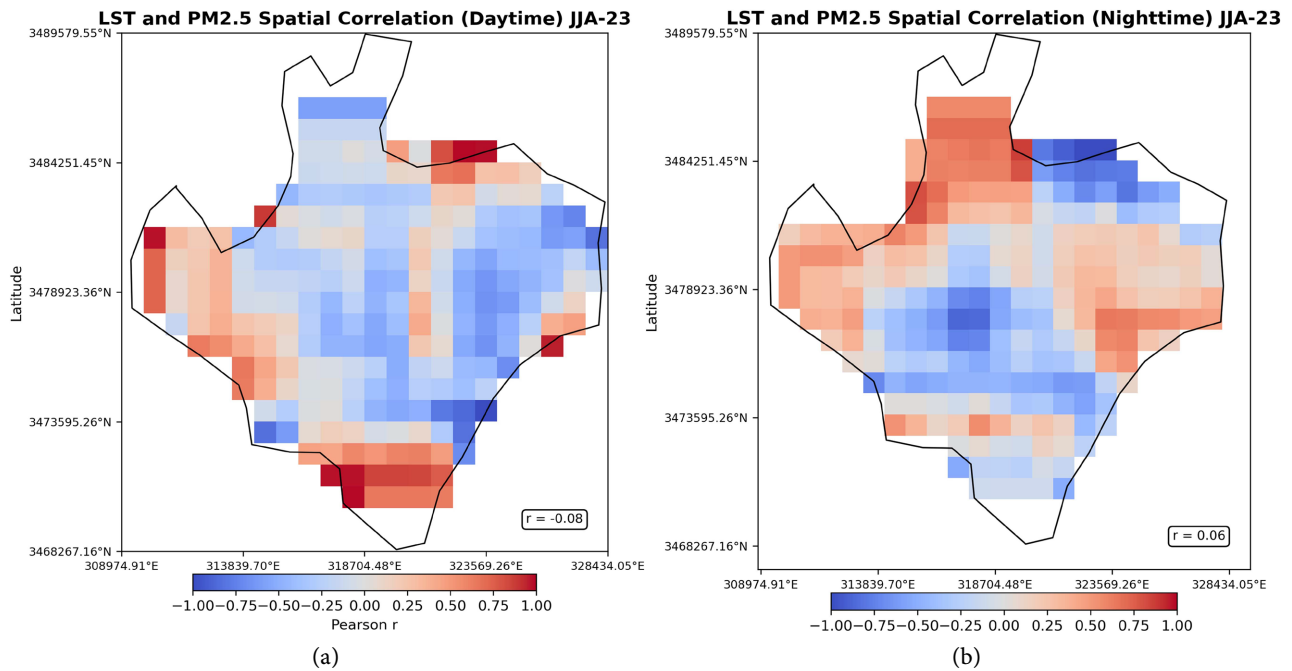 LST and PM2.5 Spatial Correlation (Daytime) JJA-23
3489579.55°N
3484251.45°N
3478923.36°N
3473595.26°N
3468267.16°N
Latitude
308974.91°E
313839.70°E
318704.48°E
323569.26°E
328434.05°E
r = -0.08
−1.00
−0.75
−0.50
−0.25
0.00
0.25
0.50
0.75
1.00
Pearson r
(a)
LST and PM2.5 Spatial Correlation (Nighttime) JJA-23
3489579.55°N
3484251.45°N
3478923.36°N
3473595.26°N
3468267.16°N
Latitude
308974.91°E
313839.70°E
318704.48°E
323569.26°E
328434.05°E
r = 0.06
−1.00
−0.75
−0.50
−0.25
0.00
0.25
0.50
0.75
1.00
(b)